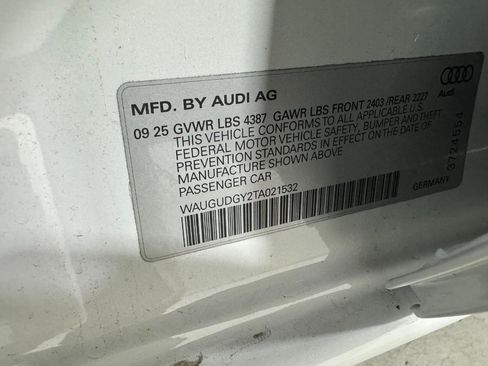 MFD. BY AUDI AG
Audi
09 25 GVWR LBS 4387 GAWR LBS FRONT 2403 /REAR 2227
THIS VEHICLE CONFORMS TO ALL APPLICABLE U.S.
FEDERAL MOTOR VEHICLE SAFETY, BUMPER AND THEFT
PREVENTION STANDARDS IN EFFECT ON THE DATE OF
MANUFACTURE SHOWN ABOVE
PASSENGER CAR
WAUGUDGY2TA021532
GERMANY
3724554